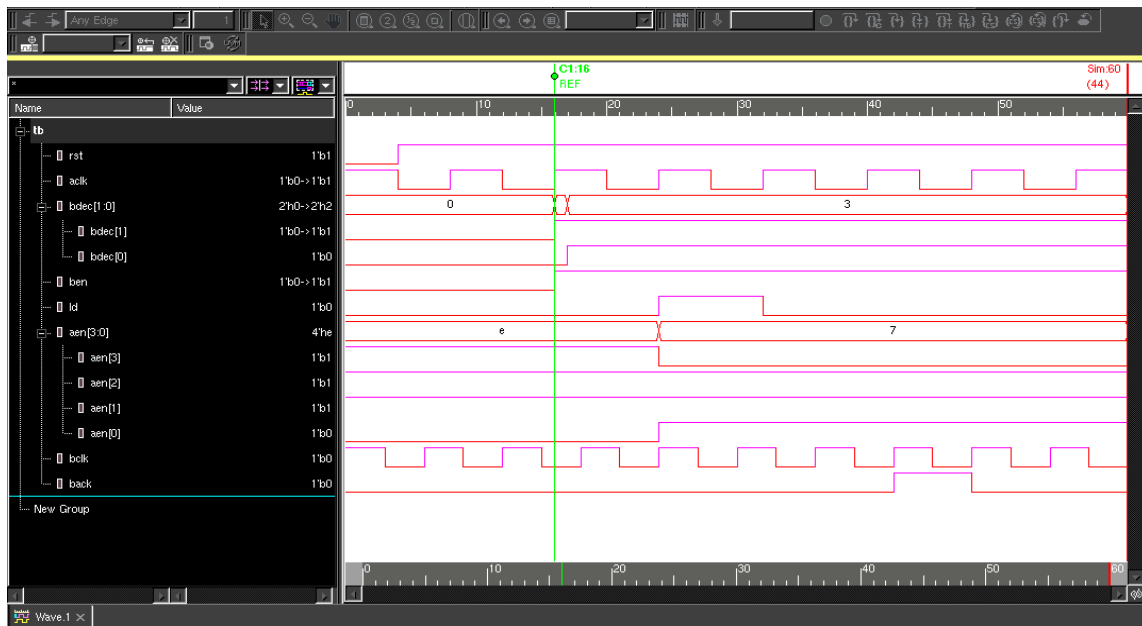 Any Edge 1
C1:16 Sim:60
* REF (44)
Name Value 0 10 20 30 40 50
tb
rst 1'b1
aclk 1'b0->1'b1
bdec[1:0] 2'h0->2'h2 0 3
bdec[1] 1'b0->1'b1
bdec[0] 1'b0
ben 1'b0->1'b1
ld 1'b0
aen[3:0] 4'he e 7
aen[3] 1'b1
aen[2] 1'b1
aen[1] 1'b1
aen[0] 1'b0
bclk 1'b0
back 1'b0
New Group
0 10 20 30 40 50 60
Wave.1